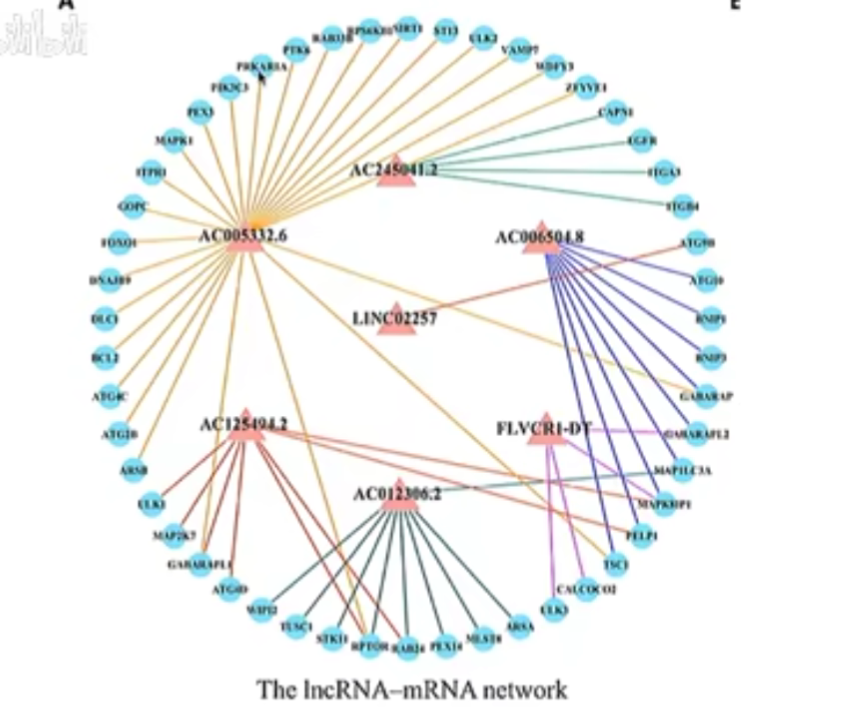 A
E
PRKAR1A
PTK6
RAB33B
RPS6KB1
SIRT1
ST13
ULK2
VAMP7
WDFY3
ZFYVE1
CAPN1
EGFR
ITGA3
ITGB4
ATG9B
ATG10
BNIP1
BNIP3
GABARAP
GABARAPL2
MAP1LC3A
MAPK8IP1
PELP1
TSC1
CALCOCO2
ULK3
ARSA
MLST8
PEX14
RAB24
RPTOR
STK11
TUSC1
WIPI2
ATG4D
GABARAPL1
MAP2K7
ULK1
ARSB
ATG2B
ATG4C
BCL2
DLC1
DNAJB9
FOXO1
GOPC
ITPR1
MAPK1
PEX3
PIK3C3
AC245041.2
AC005332.6
AC006504.8
LINC02257
AC125494.2
FLVCR1-DT
AC012306.2
The lncRNA–mRNA network